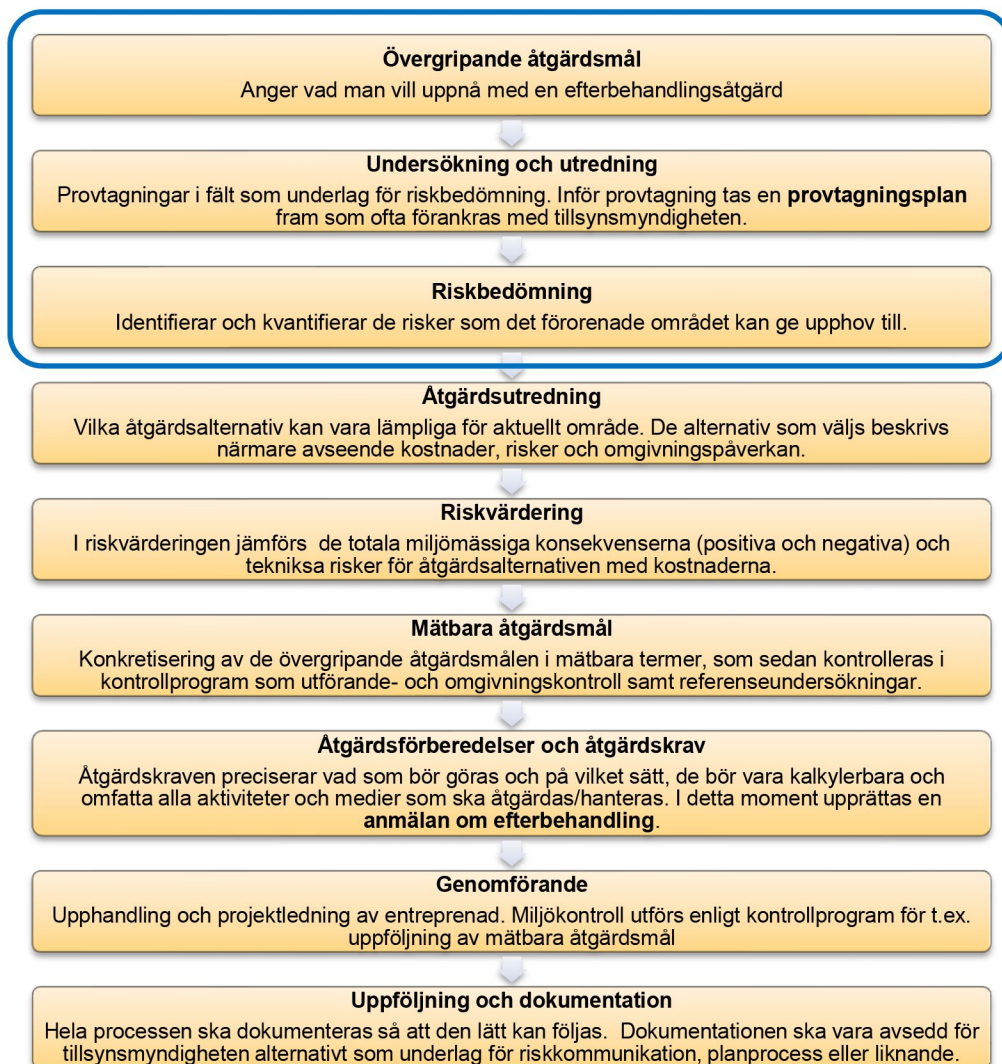 Övergripande åtgärdsmål
Anger vad man vill uppnå med en efterbehandlingsåtgärd
Undersökning och utredning
Provtagningar i fält som underlag för riskbedömning. Inför provtagning tas en provtagningsplan
fram som ofta förankras med tillsynsmyndigheten.
Riskbedömning
Identifierar och kvantifierar de risker som det förorenade området kan ge upphov till.
Åtgärdsutredning
Vilka åtgärdsalternativ kan vara lämpliga för aktuellt område. De alternativ som väljs beskrivs
närmare avseende kostnader, risker och omgivningspåverkan.
Riskvärdering
I riskvärderingen jämförs  de totala miljömässiga konsekvenserna (positiva och negativa) och
tekniksa risker för åtgärdsalternativen med kostnaderna.
Mätbara åtgärdsmål
Konkretisering av de övergripande åtgärdsmålen i mätbara termer, som sedan kontrolleras i
kontrollprogram som utförande- och omgivningskontroll samt referenseundersökningar.
Åtgärdsförberedelser och åtgärdskrav
Åtgärdskraven preciserar vad som bör göras och på vilket sätt, de bör vara kalkylerbara och
omfatta alla aktiviteter och medier som ska åtgärdas/hanteras. I detta moment upprättas en
anmälan om efterbehandling.
Genomförande
Upphandling och projektledning av entreprenad. Miljökontroll utförs enligt kontrollprogram för t.ex.
uppföljning av mätbara åtgärdsmål
Uppföljning och dokumentation
Hela processen ska dokumenteras så att den lätt kan följas.  Dokumentationen ska vara avsedd för
tillsynsmyndigheten alternativt som underlag för riskkommunikation, planprocess eller liknande.